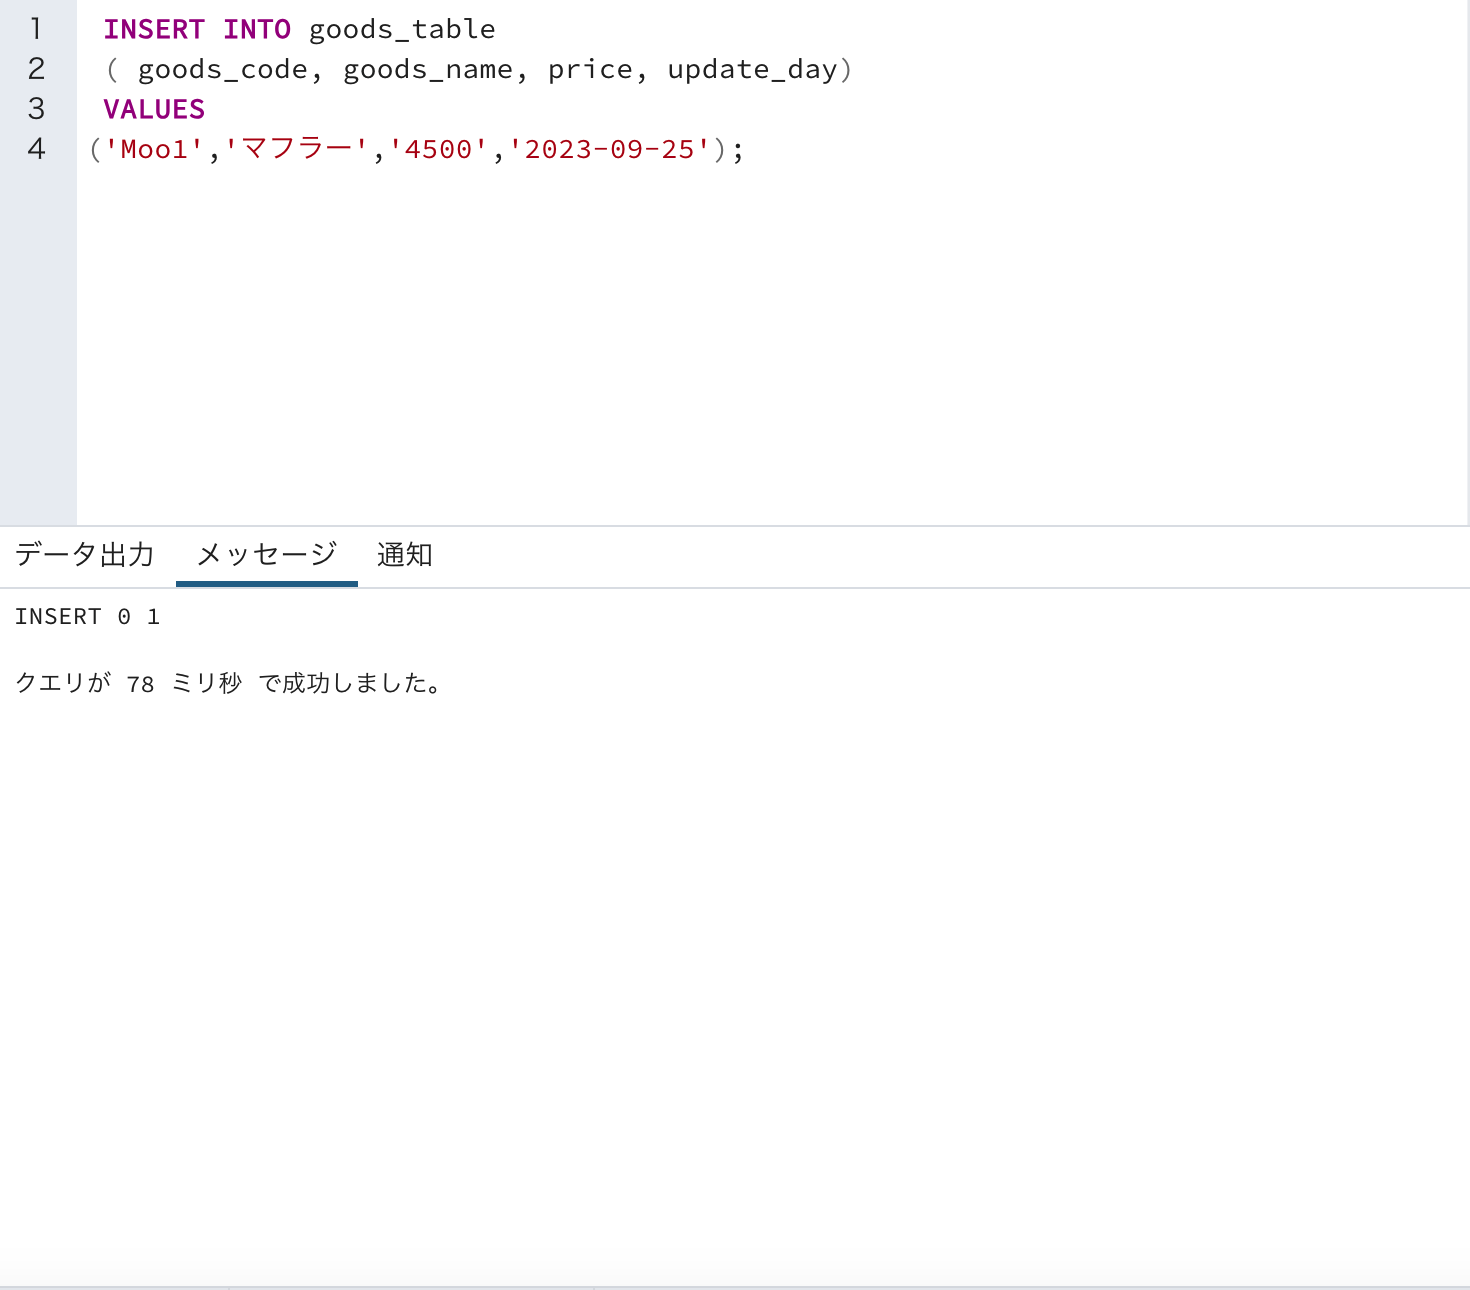 1 INSERT INTO goods_table
2 ( goods_code, goods_name, price, update_day)
3 VALUES
4 ('Moo1','マフラー','4500','2023-09-25');
データ出力 メッセージ 通知
INSERT 0 1
クエリが 78 ミリ秒 で成功しました。